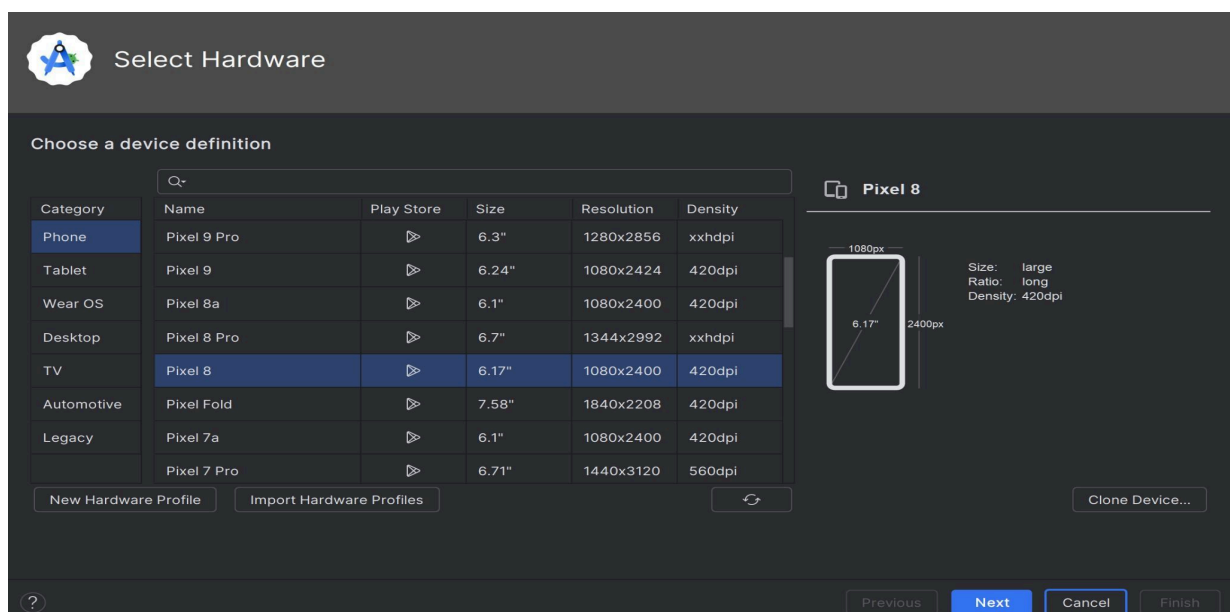 Select Hardware
Choose a device definition
Category Name Play Store Size Resolution Density
Phone Pixel 9 Pro 6.3" 1280x2856 xxhdpi
Tablet Pixel 9 6.24" 1080x2424 420dpi
Wear OS Pixel 8a 6.1" 1080x2400 420dpi
Desktop Pixel 8 Pro 6.7" 1344x2992 xxhdpi
TV Pixel 8 6.17" 1080x2400 420dpi
Automotive Pixel Fold 7.58" 1840x2208 420dpi
Legacy Pixel 7a 6.1" 1080x2400 420dpi
Pixel 7 Pro 6.71" 1440x3120 560dpi
New Hardware Profile Import Hardware Profiles
Pixel 8
1080px
6.17" 2400px
Size: large
Ratio: long
Density: 420dpi
Clone Device...
? Previous Next Cancel Finish